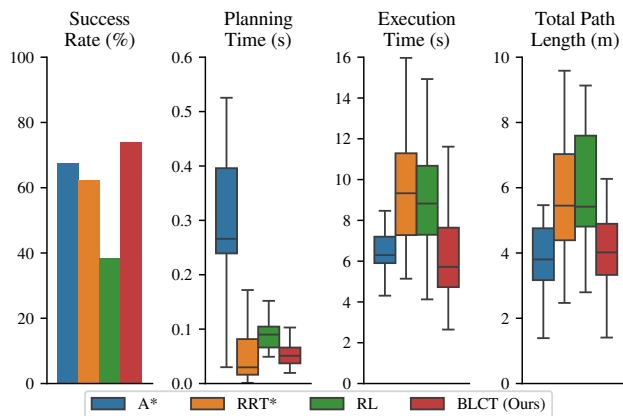 Success
Rate (%)
Planning
Time (s)
Execution
Time (s)
Total Path
Length (m)
100
80
60
40
20
0
0.6
0.5
0.4
0.3
0.2
0.1
0.0
16
14
12
10
8
6
4
2
0
10
8
6
4
2
0
A*
RRT*
RL
BLCT (Ours)